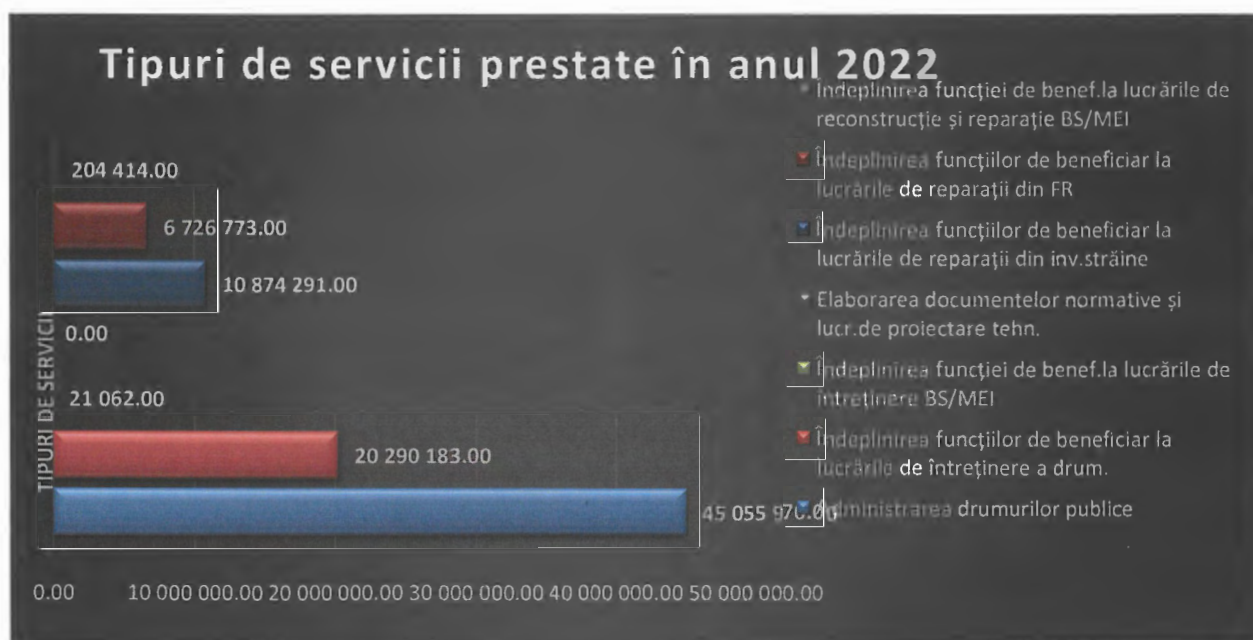 Tipuri de servicii prestate în anul 2022
204 414.00
6 726 773.00
10 874 291.00
0.00
21 062.00
20 290 183.00
45 055 970.00
TIPURI DE SERVICII
0.00 10 000 000.00 20 000 000.00 30 000 000.00 40 000 000.00 50 000 000.00
Indeplinirea funcției de benef.la lucrările de
reconstrucție și reparație BS/MEI
Îndeplinirea funcțiilor de beneficiar la
lucrările de reparații din FR
Îndeplinirea funcțiilor de beneficiar la
lucrările de reparații din inv.străine
Elaborarea documentelor normative și
lucr.de proiectare tehn.
Îndeplinirea funcției de benef.la lucrările de
întreținere BS/MEI
Îndeplinirea funcțiilor de beneficiar la
lucrările de întreținere a drum.
Administrarea drumurilor publice